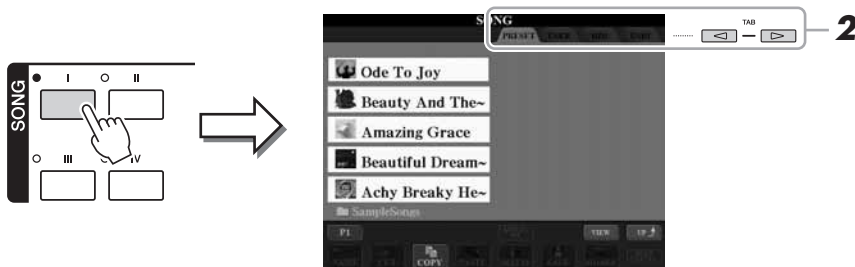 SONG
I II
III IV
SONG
PRESET USER USB1
TAB
2
Ode To Joy
Beauty And The~
Amazing Grace
Beautiful Dream~
Achy Breaky He~
SampleSongs
P1 VIEW UP
COPY